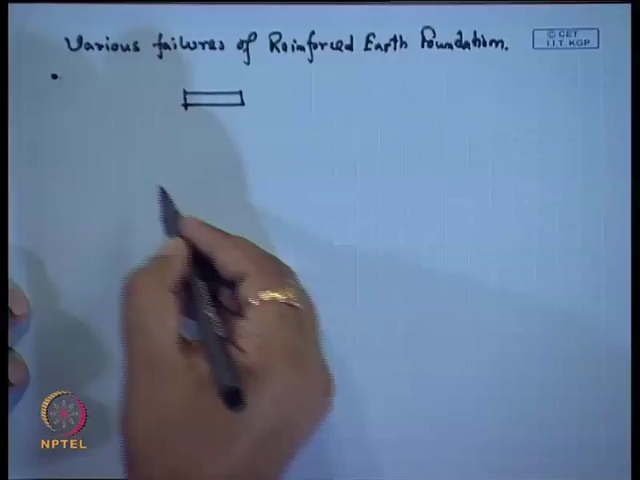 Various failures of Reinforced Earth Foundation.
© CET
I.I.T. KGP
NPTEL